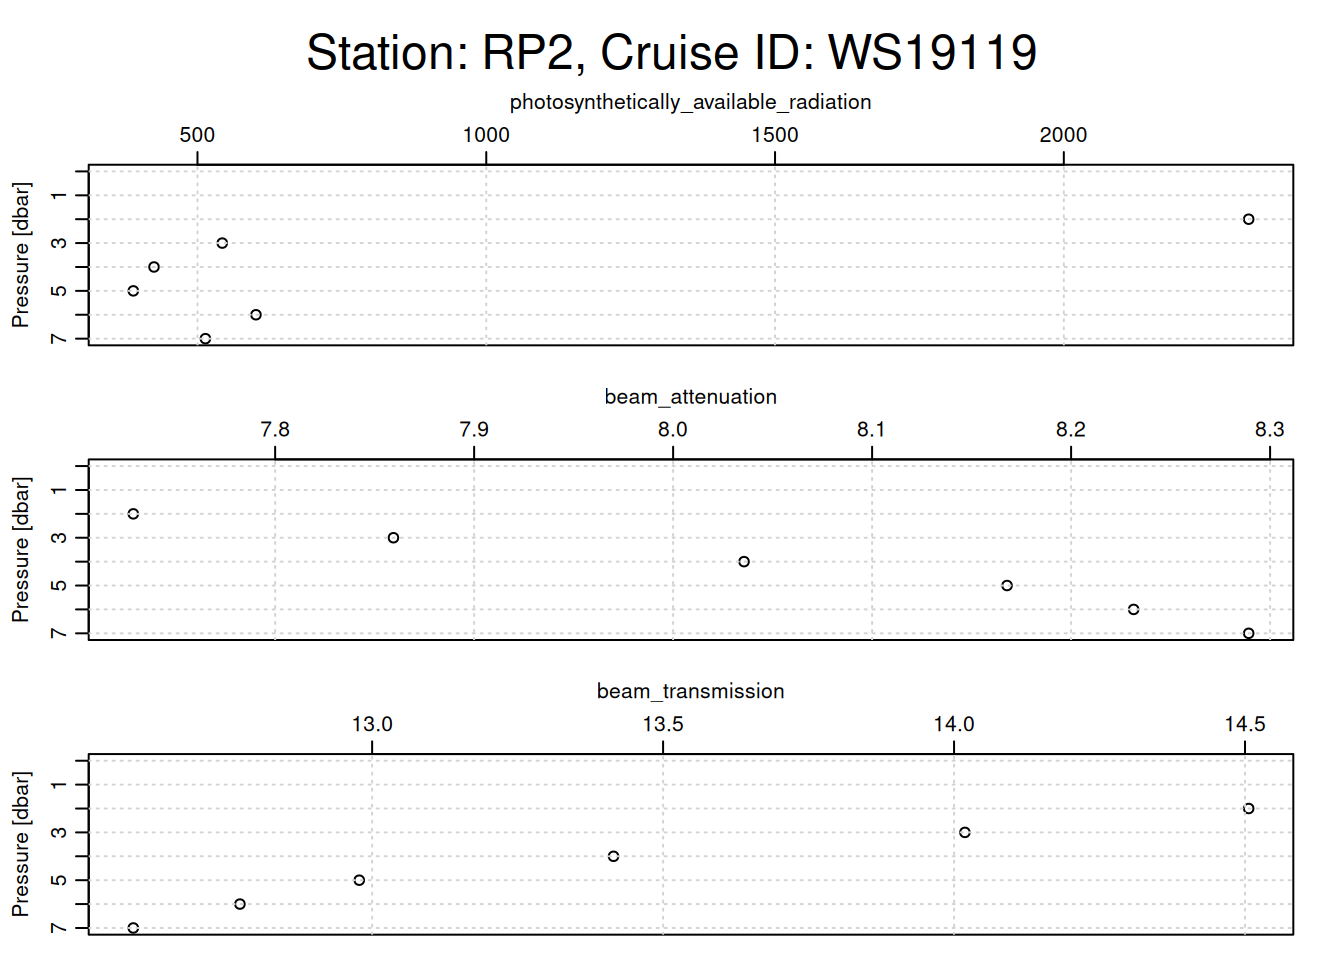 Station: RP2, Cruise ID: WS19119
photosynthetically_available_radiation
500 1000 1500 2000
Pressure [dbar]
1
3
5
7
beam_attenuation
7.8 7.9 8.0 8.1 8.2 8.3
Pressure [dbar]
1
3
5
7
beam_transmission
13.0 13.5 14.0 14.5
Pressure [dbar]
1
3
5
7